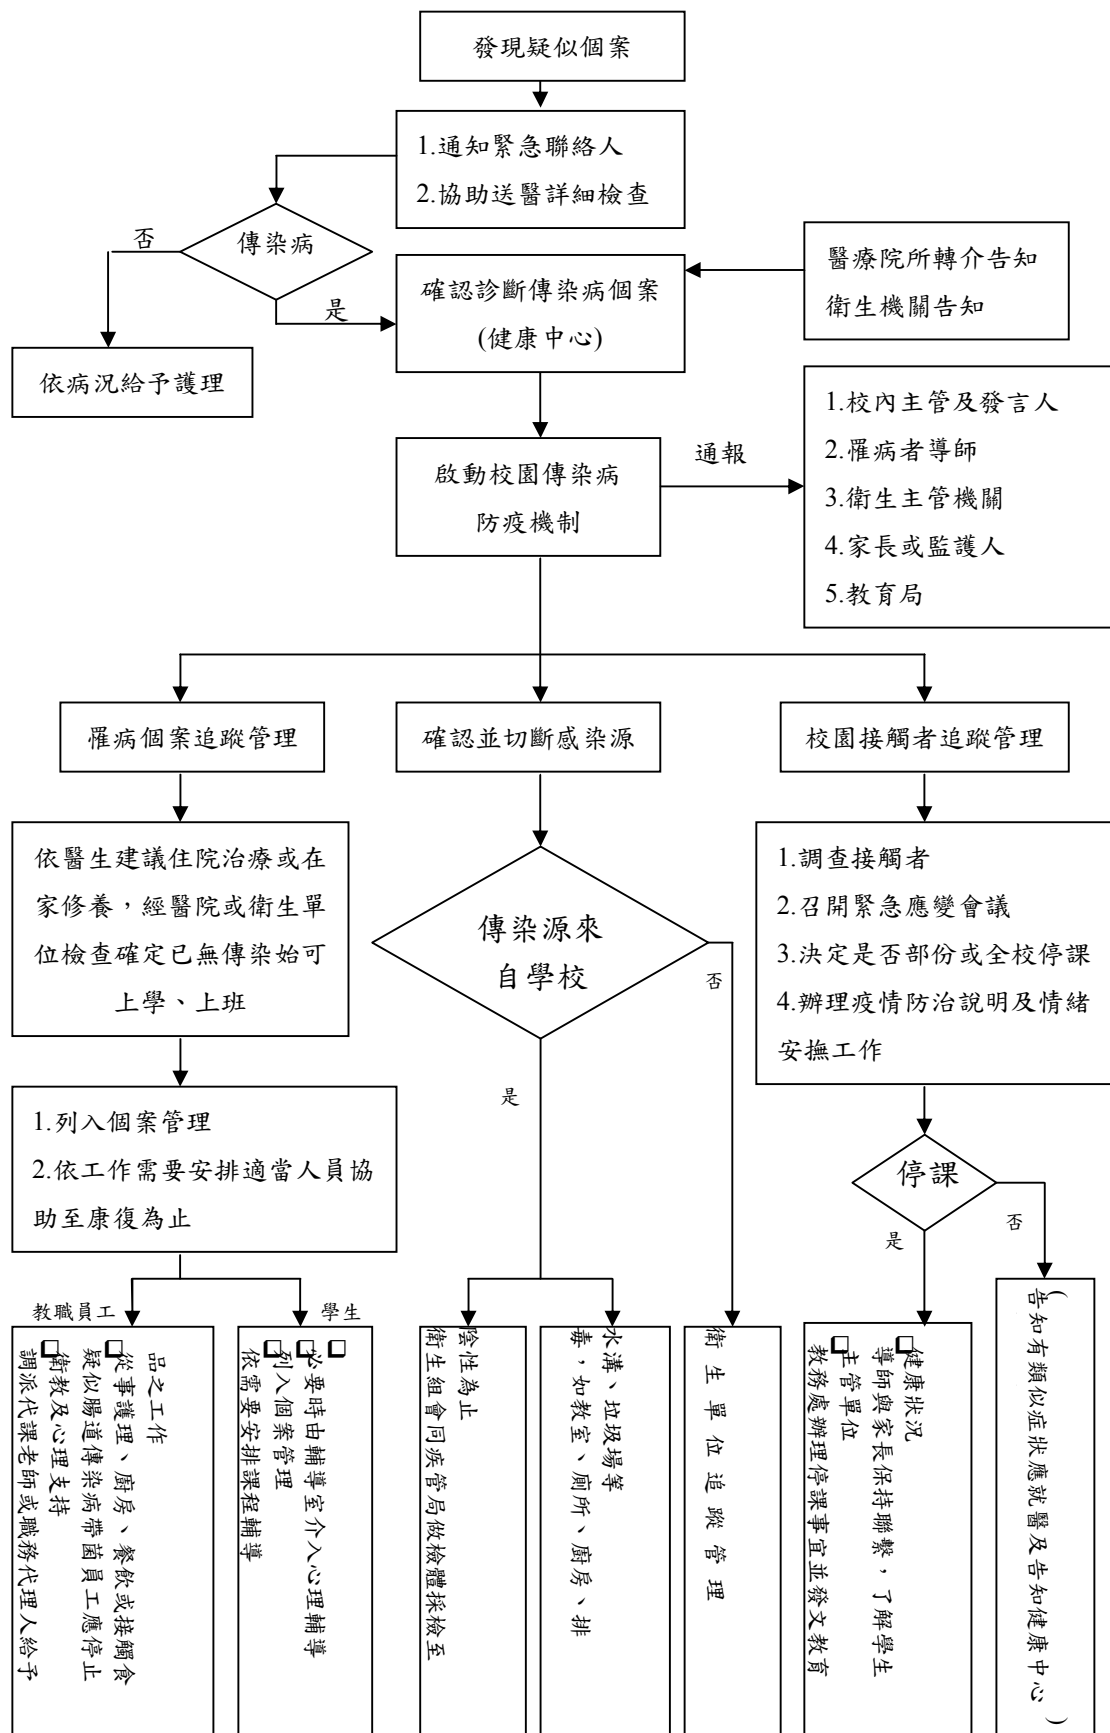 發現疑似個案
1.通知緊急聯絡人
2.協助送醫詳細檢查
傳染病
否
是
依病況給予護理
確認診斷傳染病個案
(健康中心)
醫療院所轉介告知
衛生機關告知
啟動校園傳染病
防疫機制
通報
1.校內主管及發言人
2.罹病者導師
3.衛生主管機關
4.家長或監護人
5.教育局
罹病個案追蹤管理
確認並切斷感染源
校園接觸者追蹤管理
依醫生建議住院治療或在
家修養，經醫院或衛生單
位檢查確定已無傳染始可
上學、上班
傳染源來
自學校
否
是
1.調查接觸者
2.召開緊急應變會議
3.決定是否部份或全校停課
4.辦理疫情防治說明及情緒
安撫工作
1.列入個案管理
2.依工作需要安排適當人員協
助至康復為止
停課
是
否
教職員工
學生
調派代課老師或職務代理人給予
衛教及心理支持
疑似腸道傳染病帶菌員工應停止
從事護理、廚房、餐飲或接觸食
品之工作
依需要安排課程輔導
列入個案管理
必要時由輔導室介入心理輔導
衛生組會同疾管局做檢體採檢至
陰性為止
毒，如教室、廁所、廚房、排
水溝、垃圾場等
衛生單位追蹤管理
教務處辦理停課事宜並發文教育
主管單位
導師與家長保持聯繫，了解學生
健康狀況
(告知有類似症狀應就醫及告知健康中心)